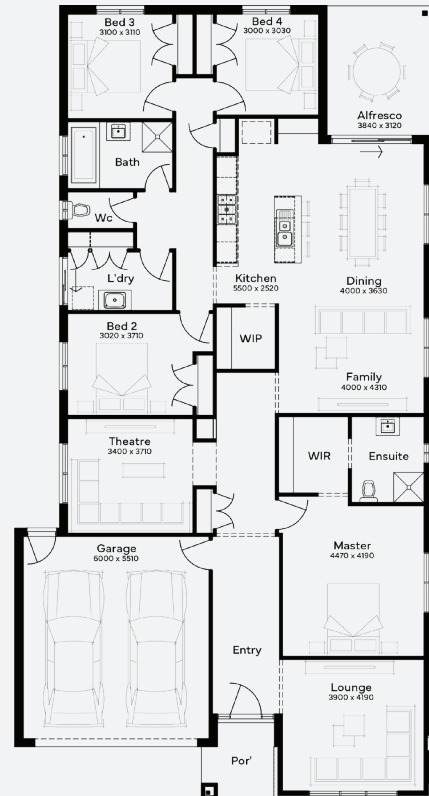 Bed 3
3100 x 3110
Bed 4
3000 x 3030
Alfresco
3840 x 3120
Bath
Wc
L'dry
Kitchen
5500 x 2520
Dining
4000 x 3630
Bed 2
3020 x 3710
WIP
Family
4000 x 4310
Theatre
3400 x 3710
WIR
Ensuite
Garage
6000 x 5510
Master
4470 x 4190
Entry
Lounge
3900 x 4190
Por'